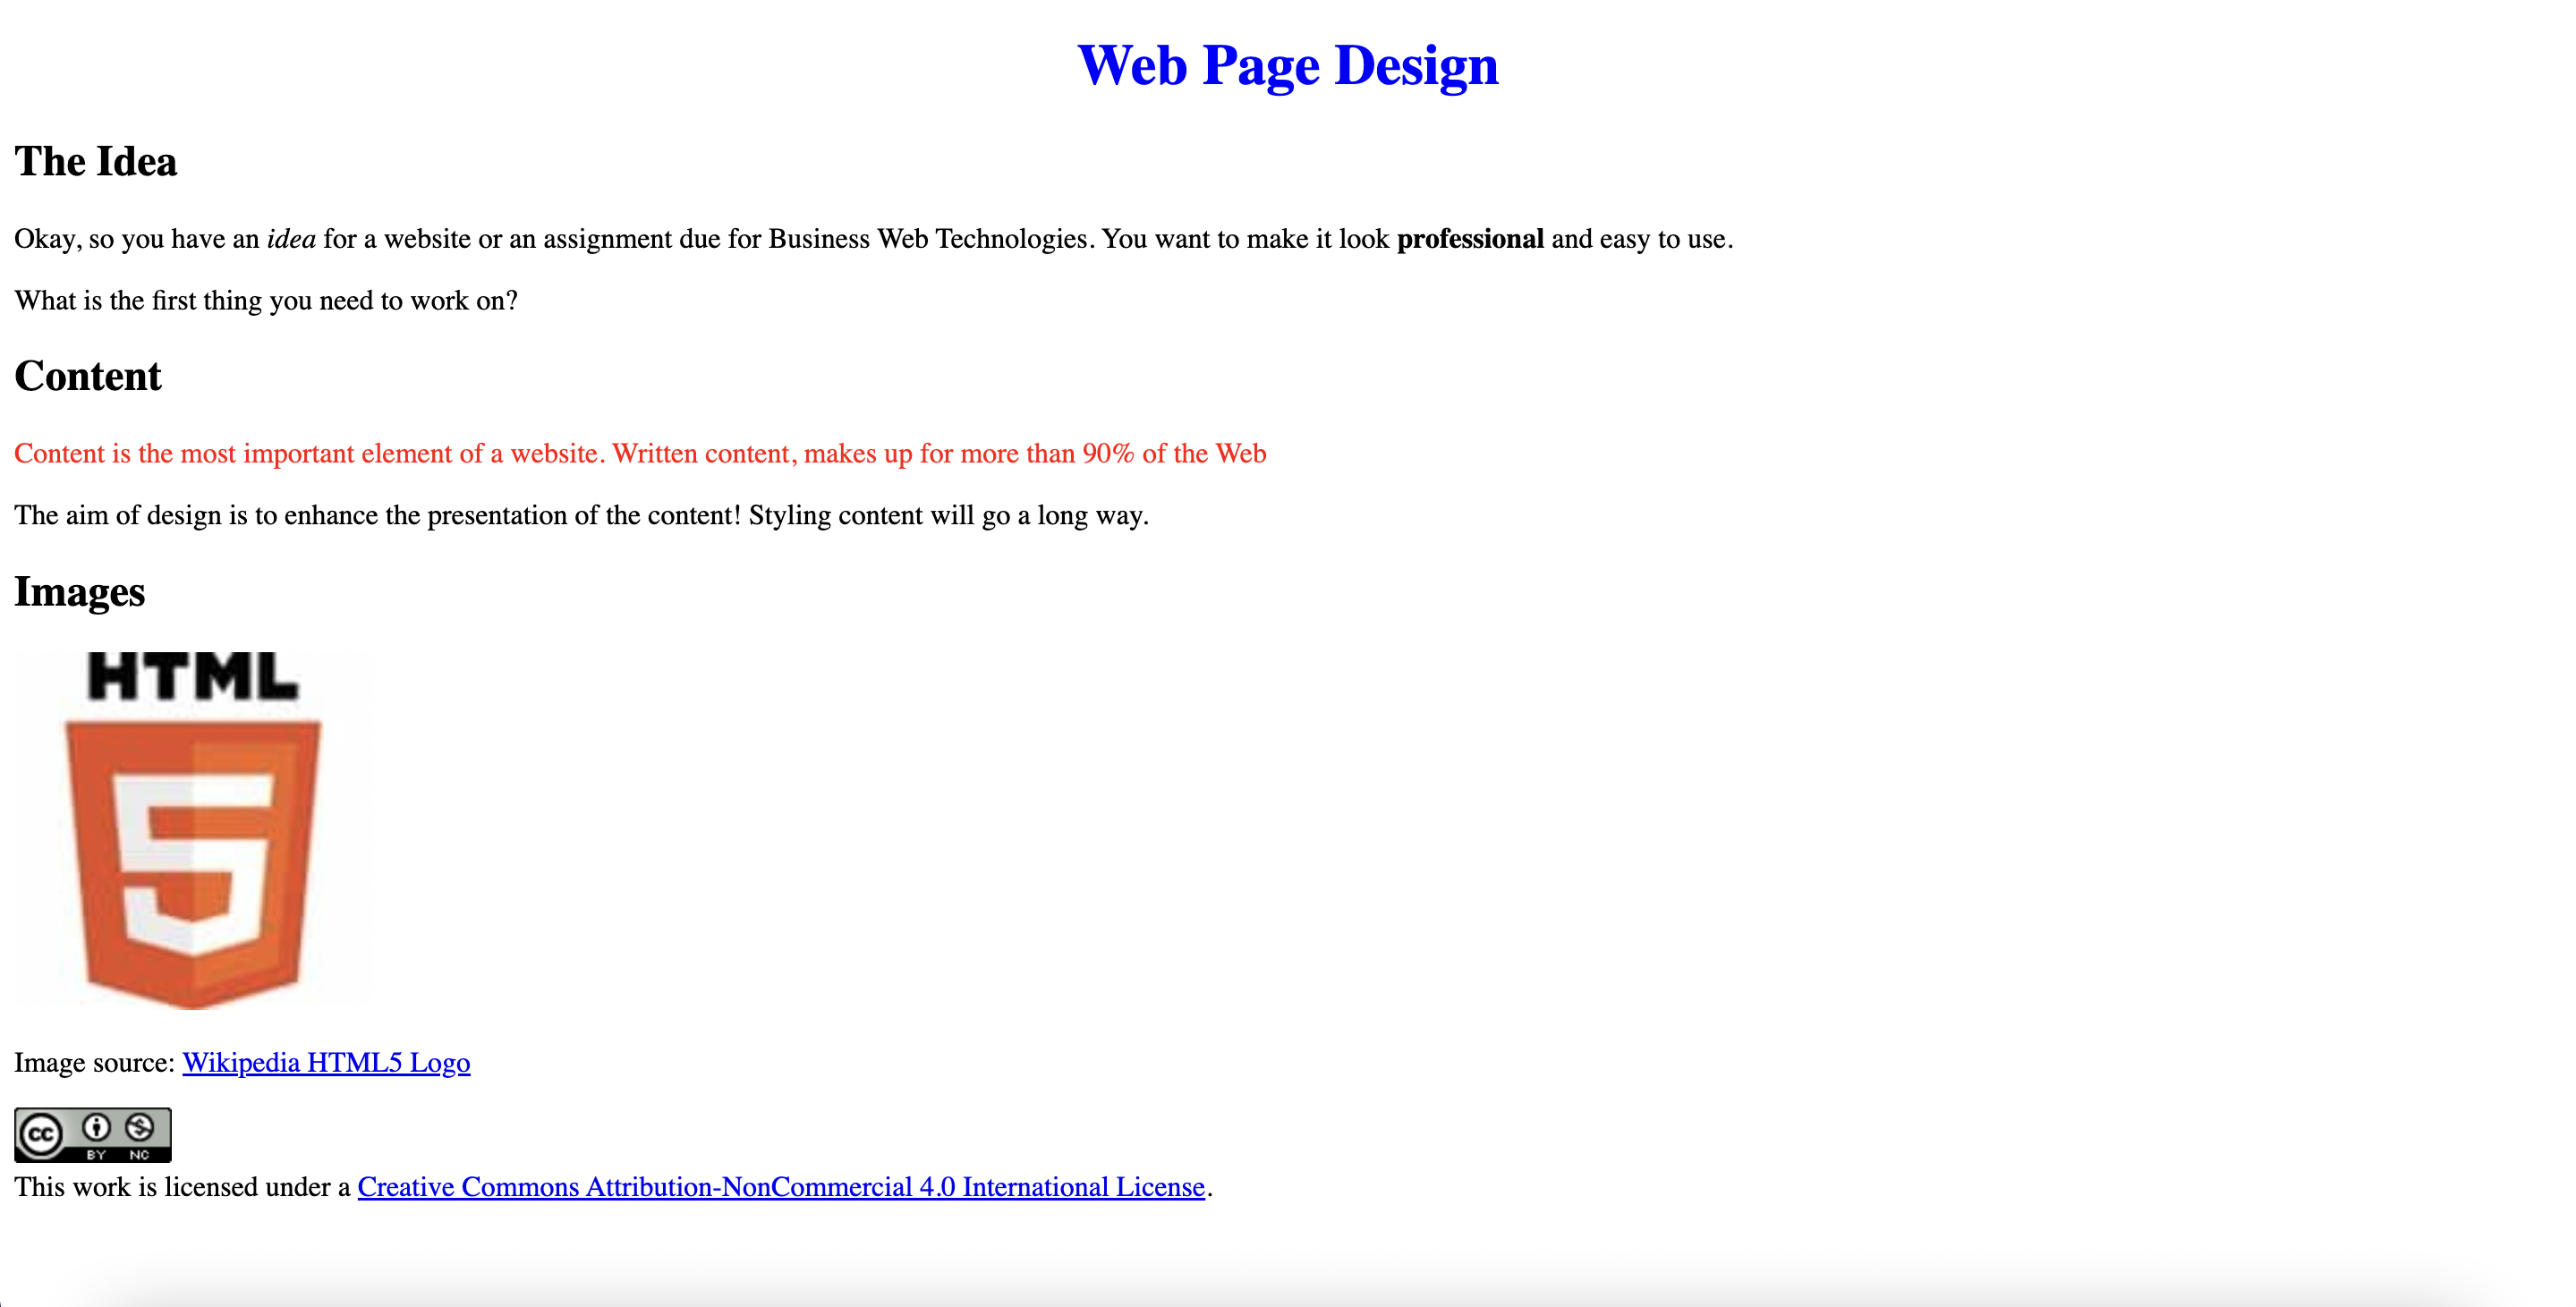 Web Page Design
The Idea
Okay, so you have an idea for a website or an assignment due for Business Web Technologies. You want to make it look professional and easy to use.
What is the first thing you need to work on?
Content
Content is the most important element of a website. Written content, makes up for more than 90% of the Web
The aim of design is to enhance the presentation of the content! Styling content will go a long way.
Images
HTML
5
Image source: Wikipedia HTML5 Logo
cc
BY NC
This work is licensed under a Creative Commons Attribution-NonCommercial 4.0 International License.